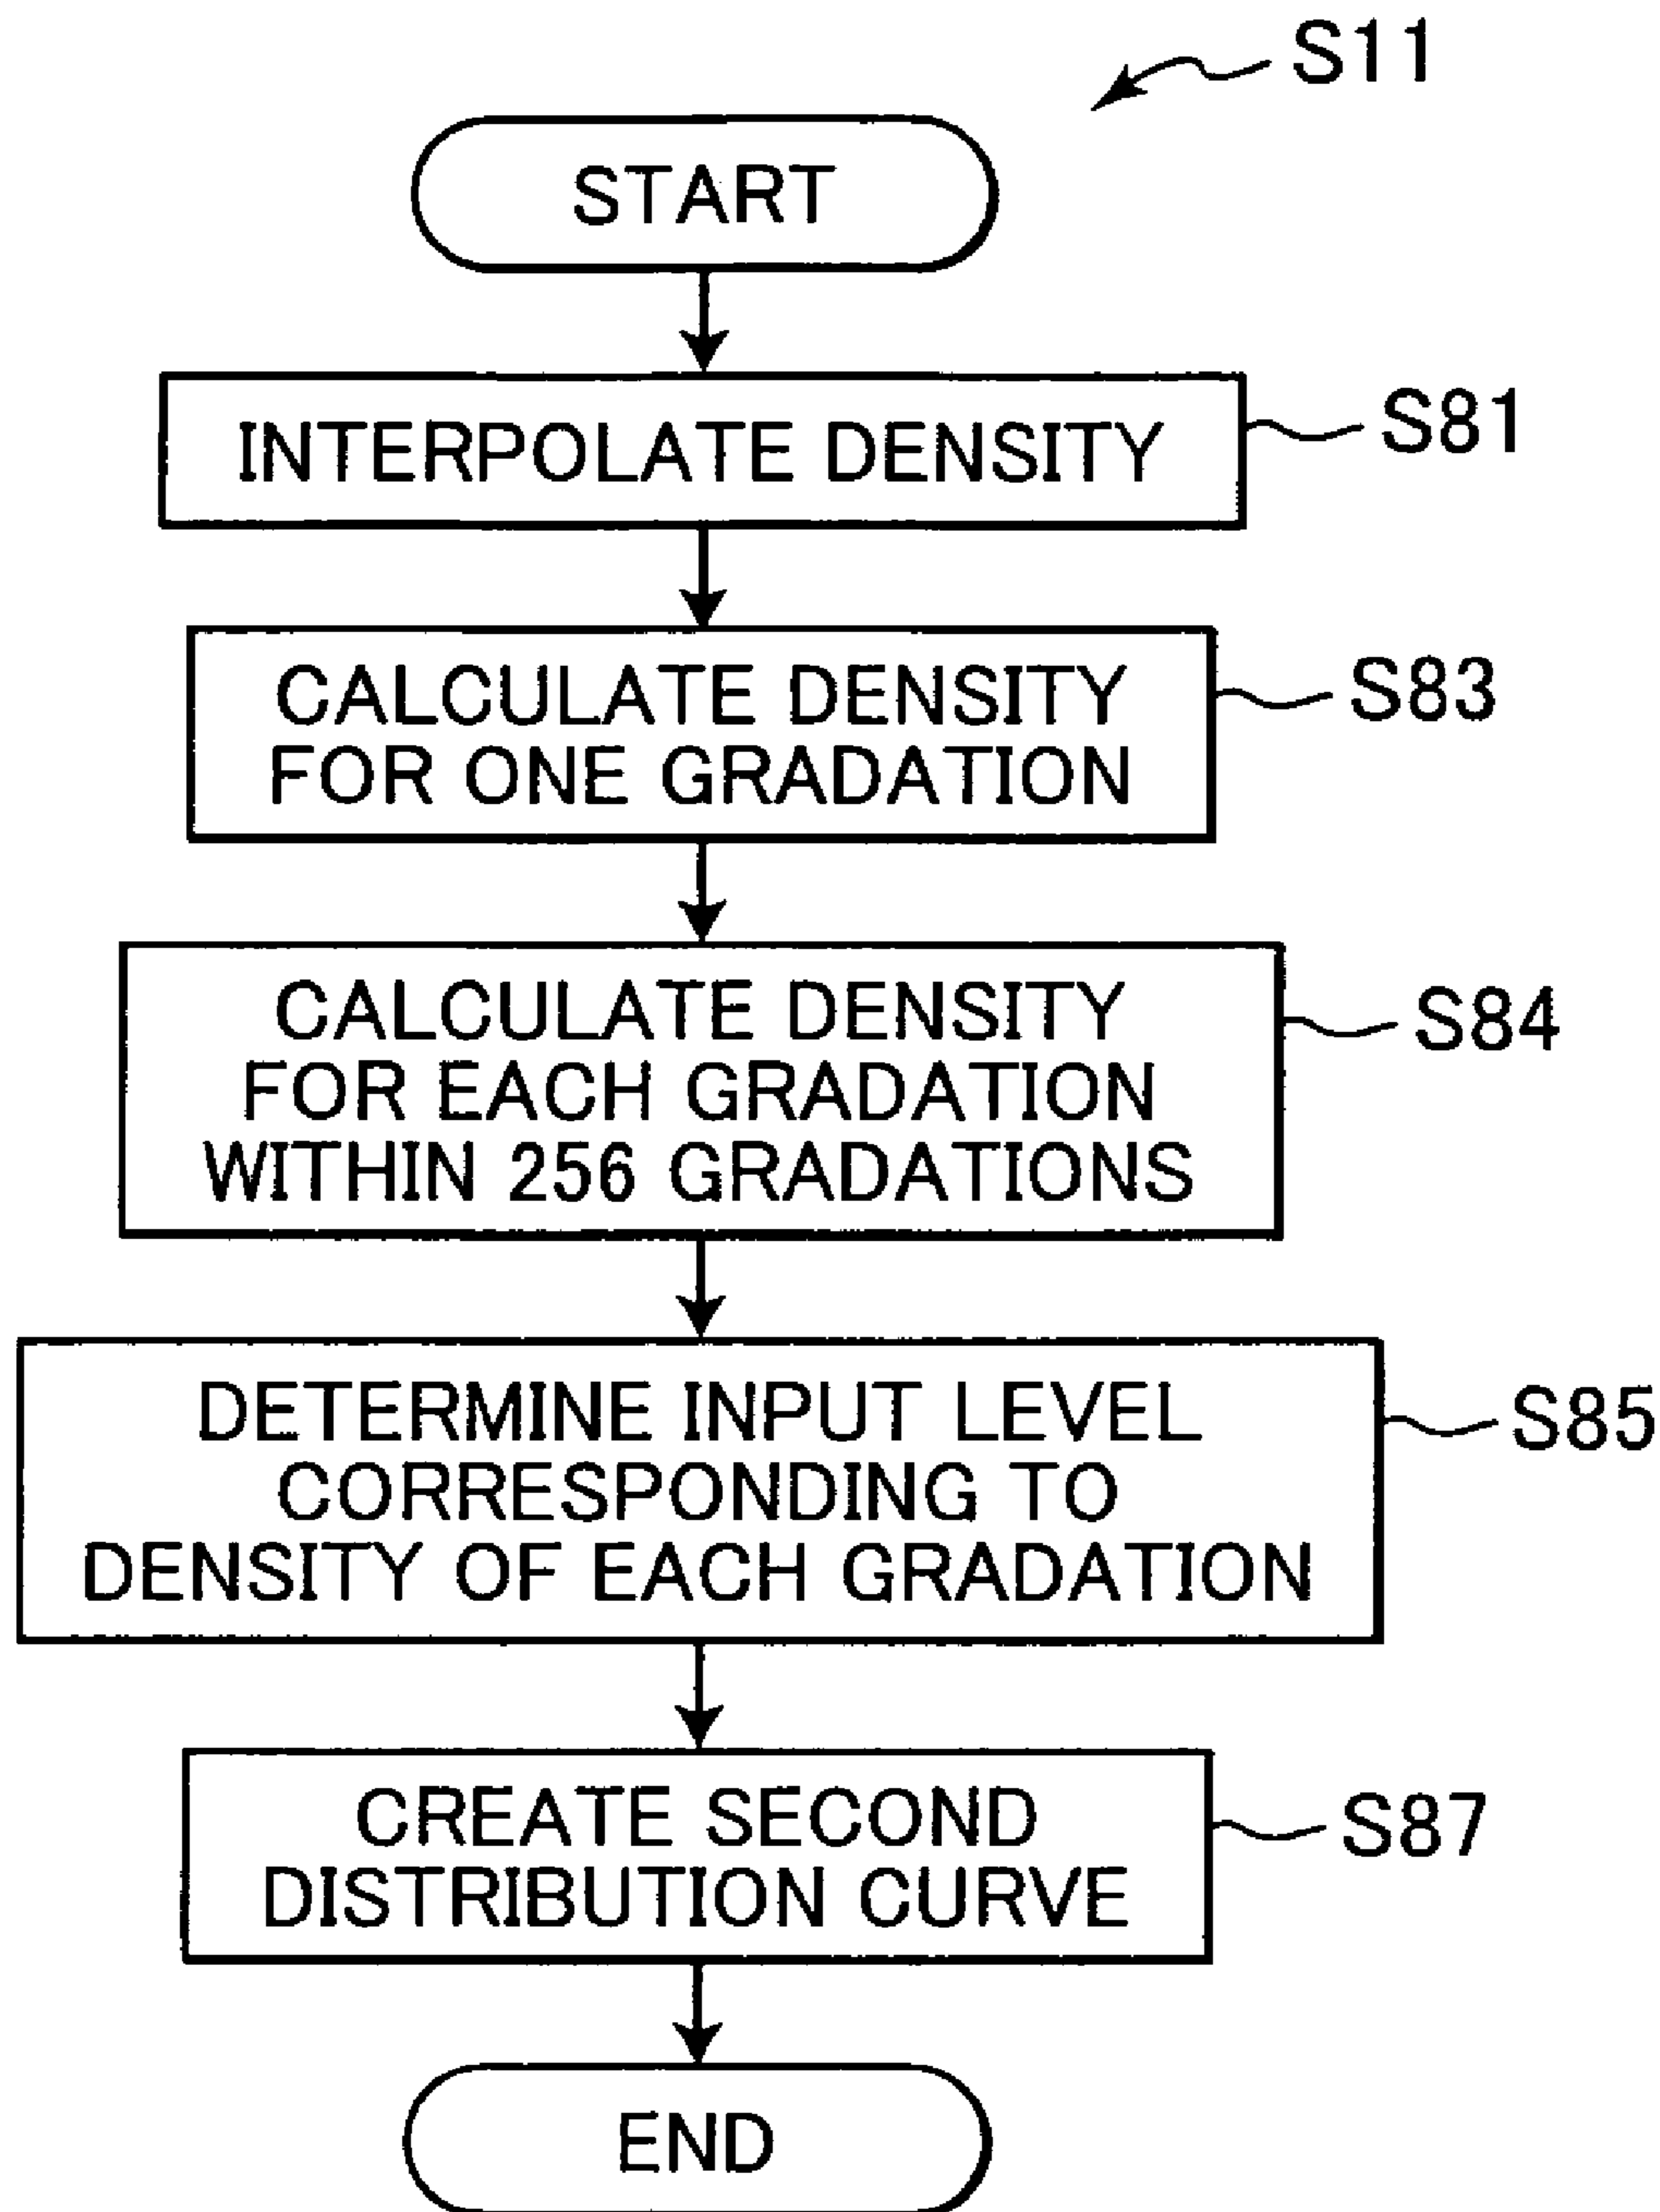 S11
START
INTERPOLATE DENSITY
S81
CALCULATE DENSITY
FOR ONE GRADATION
S83
CALCULATE DENSITY
FOR EACH GRADATION
WITHIN 256 GRADATIONS
S84
DETERMINE INPUT LEVEL
CORRESPONDING TO
DENSITY OF EACH GRADATION
S85
CREATE SECOND
DISTRIBUTION CURVE
S87
END